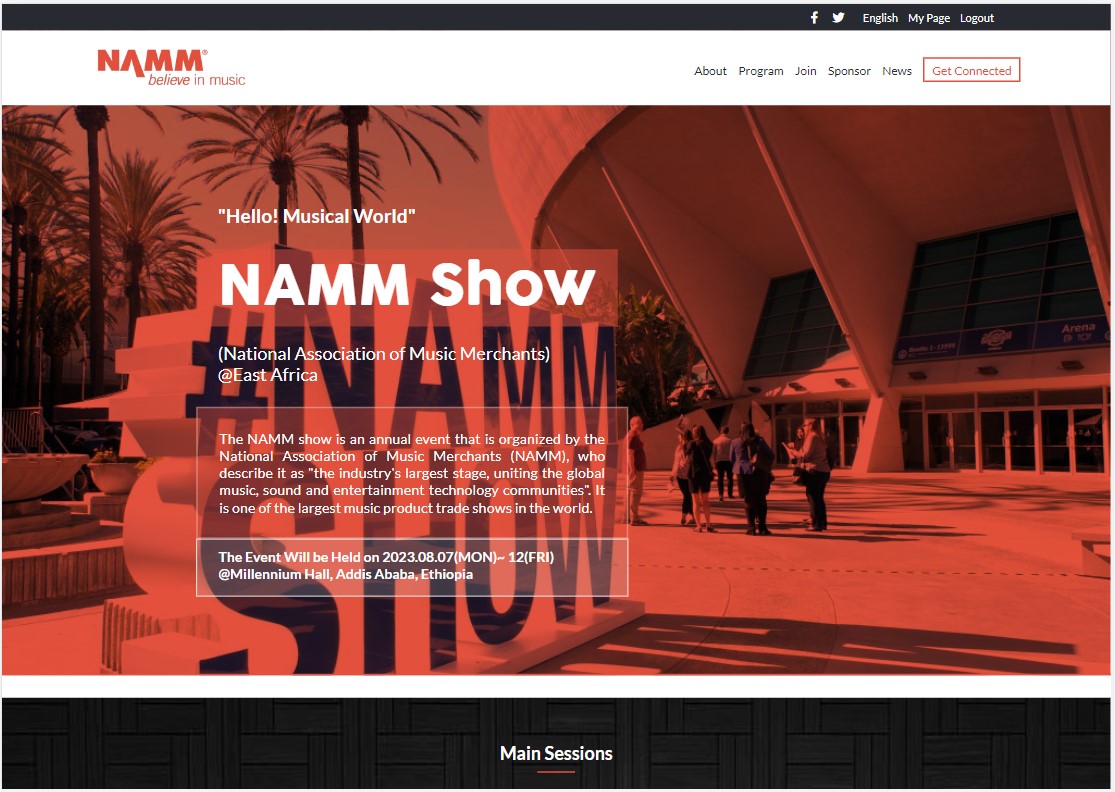 English My Page Logout
NAMM®
believe in music
About Program Join Sponsor News Get Connected
"Hello! Musical World"
NAMM Show
(National Association of Music Merchants)
@East Africa
The NAMM show is an annual event that is organized by the
National Association of Music Merchants (NAMM), who
describe it as "the industry's largest stage, uniting the global
music, sound and entertainment technology communities". It
is one of the largest music product trade shows in the world.
The Event Will be Held on 2023.08.07(MON)~ 12(FRI)
@Millennium Hall, Addis Ababa, Ethiopia
#NAMM
SHOW
Arena
Main Sessions